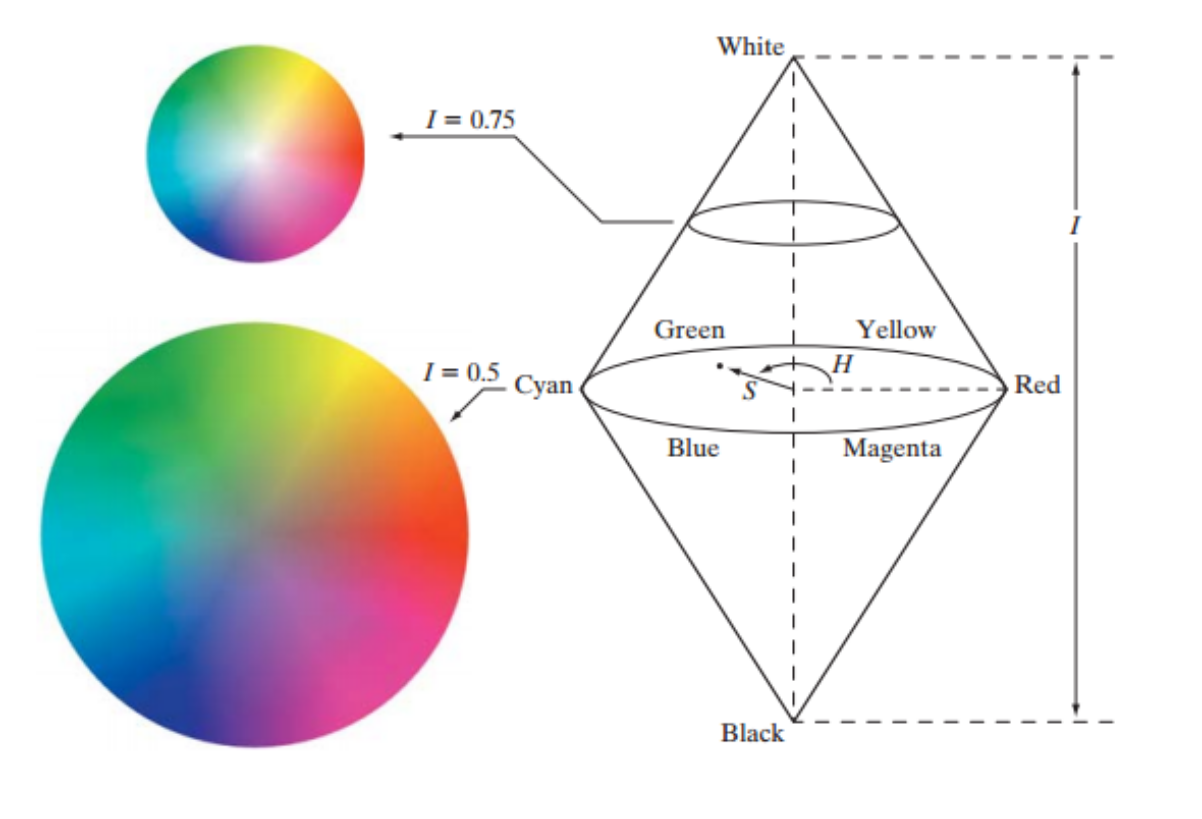 White
I = 0.75
I
Green Yellow
H
I = 0.5 Cyan S Red
Blue Magenta
Black